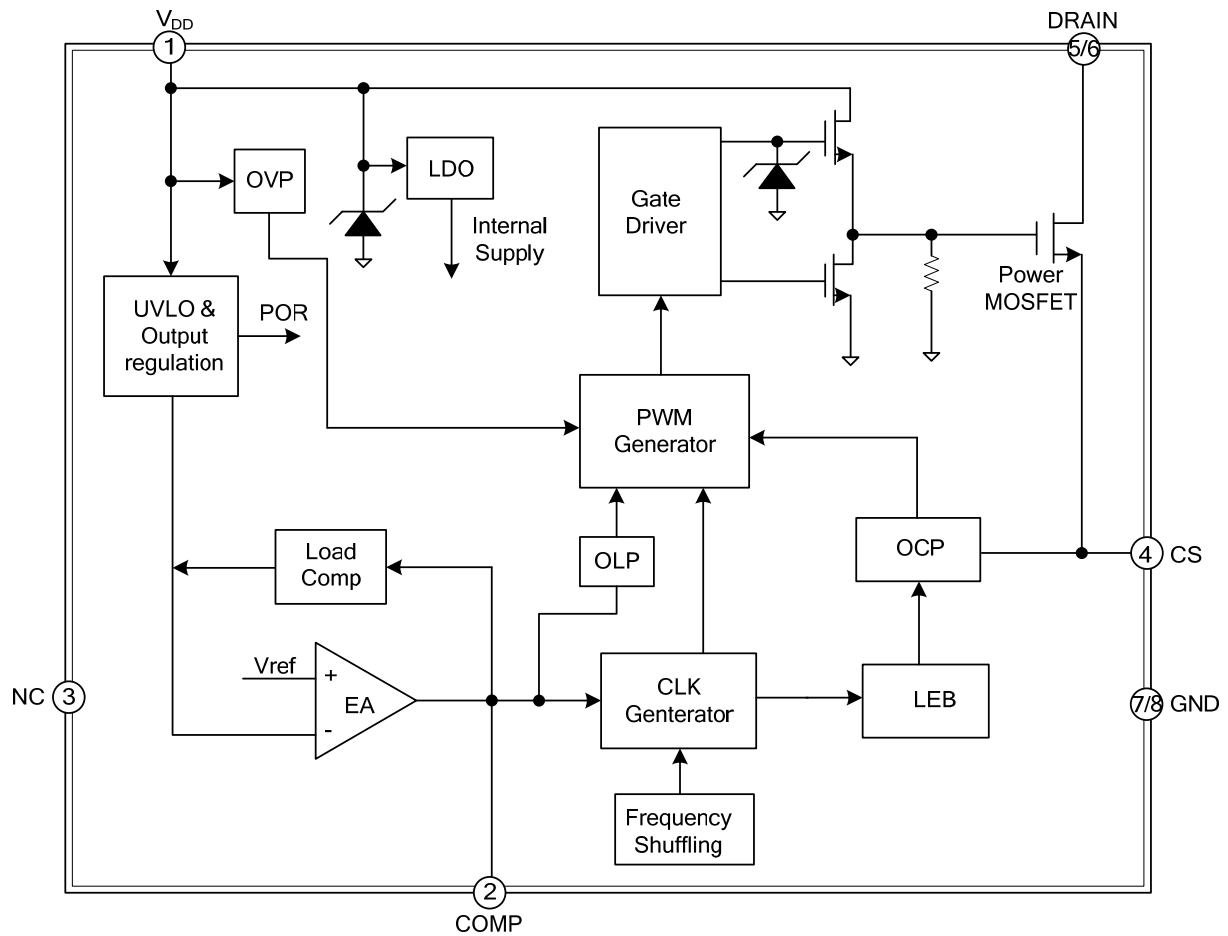 VDD
1
DRAIN
5/6
OVP
LDO
Internal
Supply
Gate
Driver
Power
MOSFET
UVLO &
Output
regulation
POR
PWM
Generator
Load
Comp
OLP
OCP
4
CS
Vref
+
EA
-
CLK
Genterator
LEB
NC
3
7/8
GND
Frequency
Shuffling
2
COMP